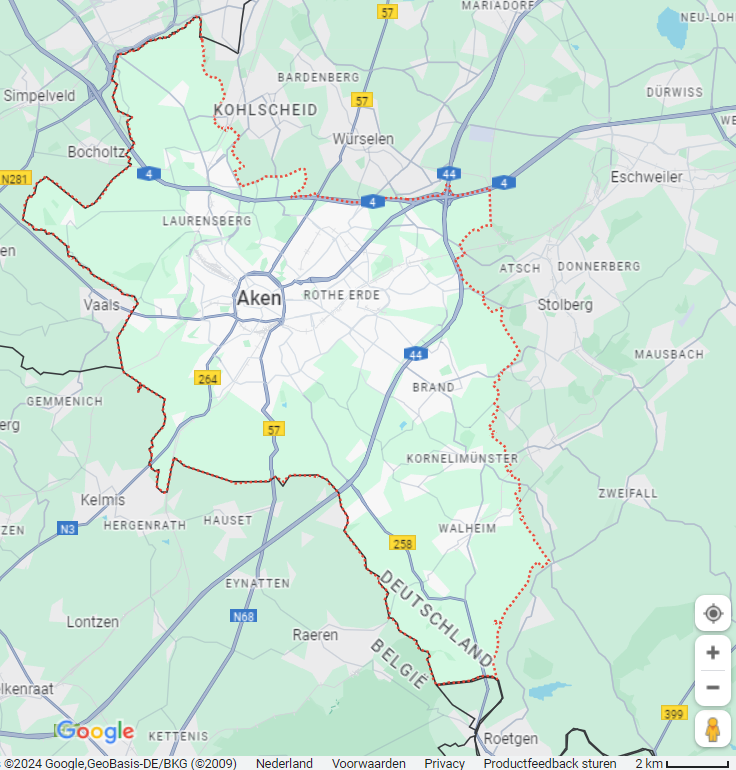 57
MARIADORF
NEU-LOH
BARDENBERG
Simpelveld
57
DÜRWISS
KOHLSCHEID
Würselen
Bocholtz
N281
4
44
4
Eschweiler
4
LAURENSBERG
ATSCH
DONNERBERG
Vaals
Aken
ROTHE ERDE
Stolberg
44
MAUSBACH
264
BRAND
GEMMENICH
57
KORNELIMÜNSTER
Kelmis
ZWEIFALL
HERGENRATH
HAUSET
N3
WALHEIM
258
EYNATTEN
DEUTSCHLAND
N68
Lontzen
Raeren
BELGIË
elkenraat
399
Google
KETTENIS
Roetgen
©2024 Google,GeoBasis-DE/BKG (©2009)
Nederland
Voorwaarden
Privacy
Productfeedback sturen
2 km